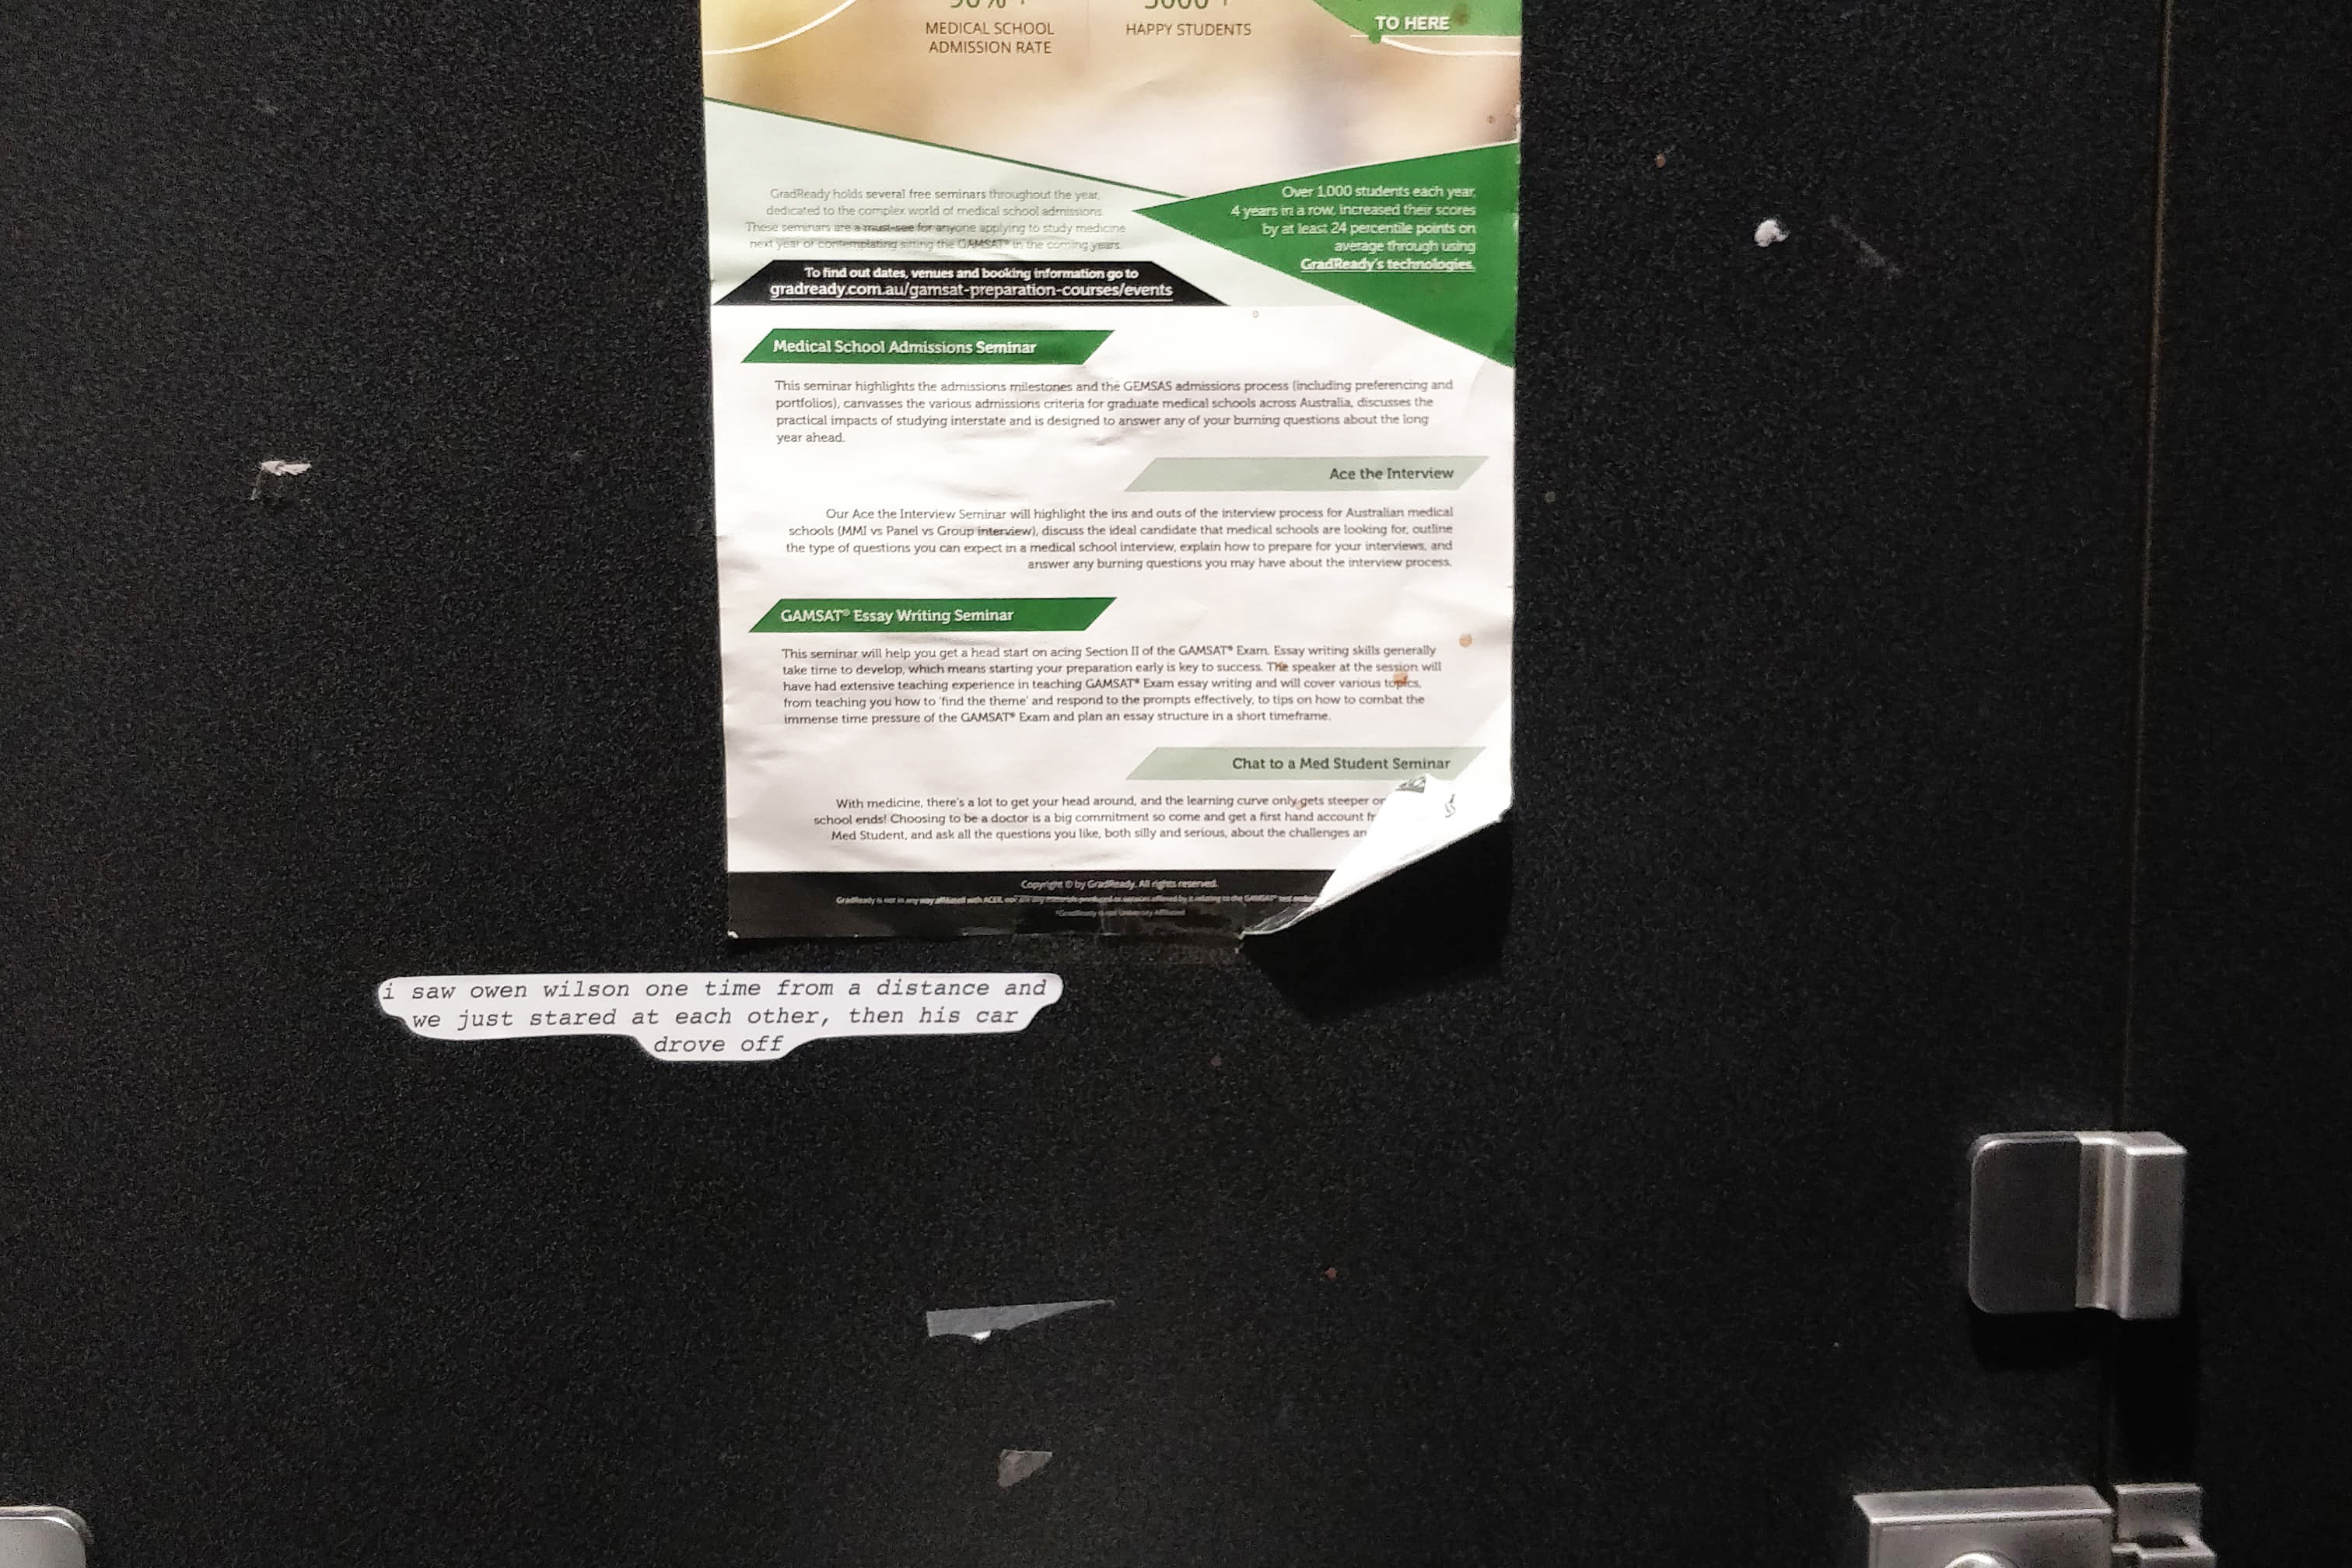 MEDICAL SCHOOL
ADMISSION RATE
HAPPY STUDENTS
TO HERE
GradReady holds several free seminars throughout the year,
dedicated to the complex world of medical school admissions.
These seminars are a must-see for anyone applying to study medicine
next year or contemplating sitting the GAMSAT® in the coming years.
Over 1,000 students each year,
4 years in a row, increased their scores
by at least 24 percentile points on
average through using
GradReady's technologies.
To find out dates, venues and booking information go to
gradready.com.au/gamsat-preparation-courses/events
Medical School Admissions Seminar
This seminar highlights the admissions milestones and the GEMSAS admissions process (including preferencing and
portfolios), canvasses the various admissions criteria for graduate medical schools across Australia, discusses the
practical impacts of studying interstate and is designed to answer any of your burning questions about the long
year ahead.
Ace the Interview
Our Ace the Interview Seminar will highlight the ins and outs of the interview process for Australian medical
schools (MMI vs Panel vs Group interview), discuss the ideal candidate that medical schools are looking for, outline
the type of questions you can expect in a medical school interview, explain how to prepare for your interviews, and
answer any burning questions you may have about the interview process.
GAMSAT® Essay Writing Seminar
This seminar will help you get a head start on acing Section II of the GAMSAT® Exam. Essay writing skills generally
take time to develop, which means starting your preparation early is key to success. The speaker at the session will
have had extensive teaching experience in teaching GAMSAT® Exam essay writing and will cover various topics,
from teaching you how to 'find the theme' and respond to the prompts effectively, to tips on how to combat the
immense time pressure of the GAMSAT® Exam and plan an essay structure in a short timeframe.
Chat to a Med Student Seminar
With medicine, there's a lot to get your head around, and the learning curve only gets steeper
school ends! Choosing to be a doctor is a big commitment so come and get a first hand account
Med Student, and ask all the questions you like, both silly and serious, about the challenges
Copyright © by GradReady. All rights reserved.
GradReady is not in any way affiliated with ACER, nor are any materials produced or services offered by it relating to the GAMSAT® test
*GradReady is not University Affiliated
i saw owen wilson one time from a distance and
we just stared at each other, then his car
drove off